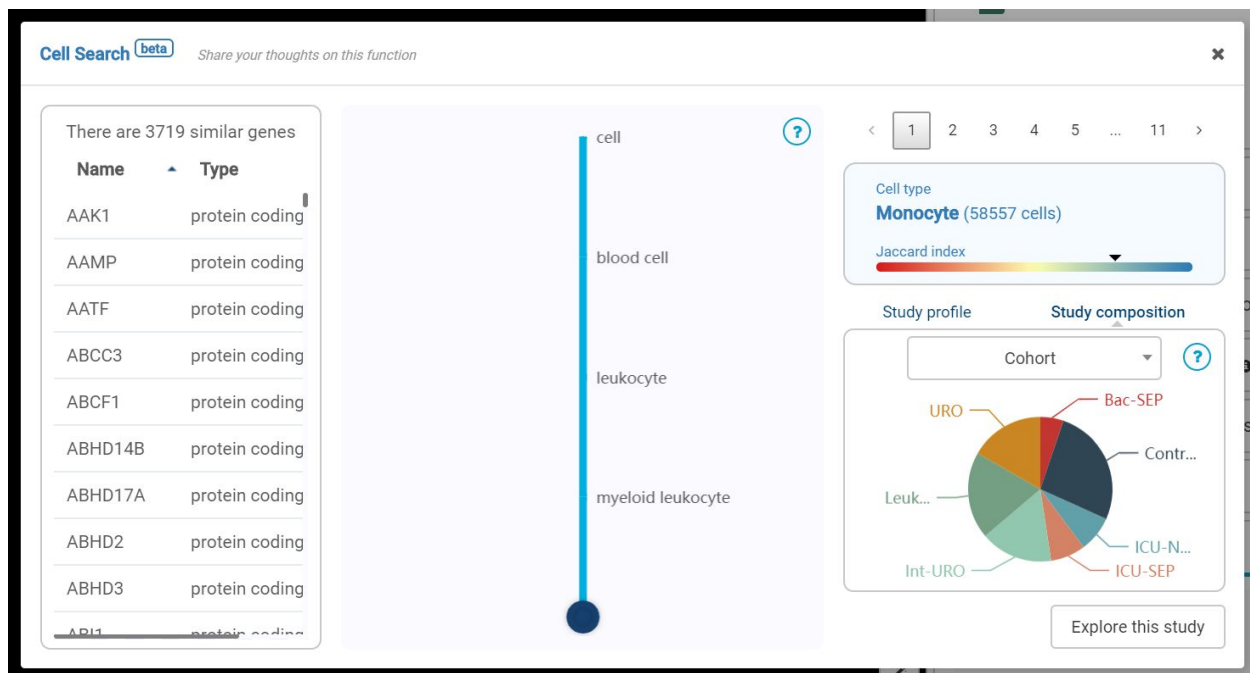 Cell Search beta Share your thoughts on this function
There are 3719 similar genes
Name Type
AAK1 protein coding
AAMP protein coding
AATF protein coding
ABCC3 protein coding
ABCF1 protein coding
ABHD14B protein coding
ABHD17A protein coding
ABHD2 protein coding
ABHD3 protein coding
ABI1 protein coding
cell
blood cell
leukocyte
myeloid leukocyte
?
< 1 2 3 4 5 ... 11 >
Cell type
Monocyte (58557 cells)
Jaccard index
Study profile Study composition
Cohort
?
URO
Bac-SEP
Contr...
Leuk...
ICU-N...
Int-URO
ICU-SEP
Explore this study